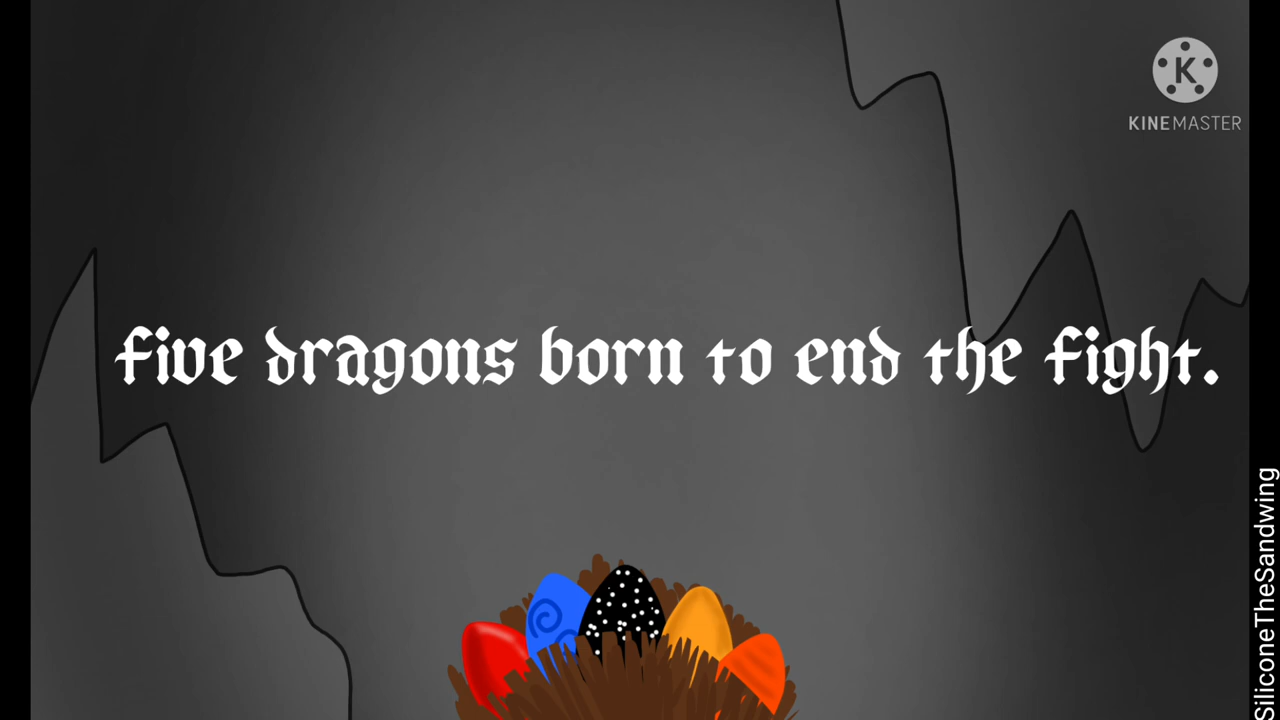 K
KINEMASTER
five dragons born to end the fight.
SiliconeTheSandwing